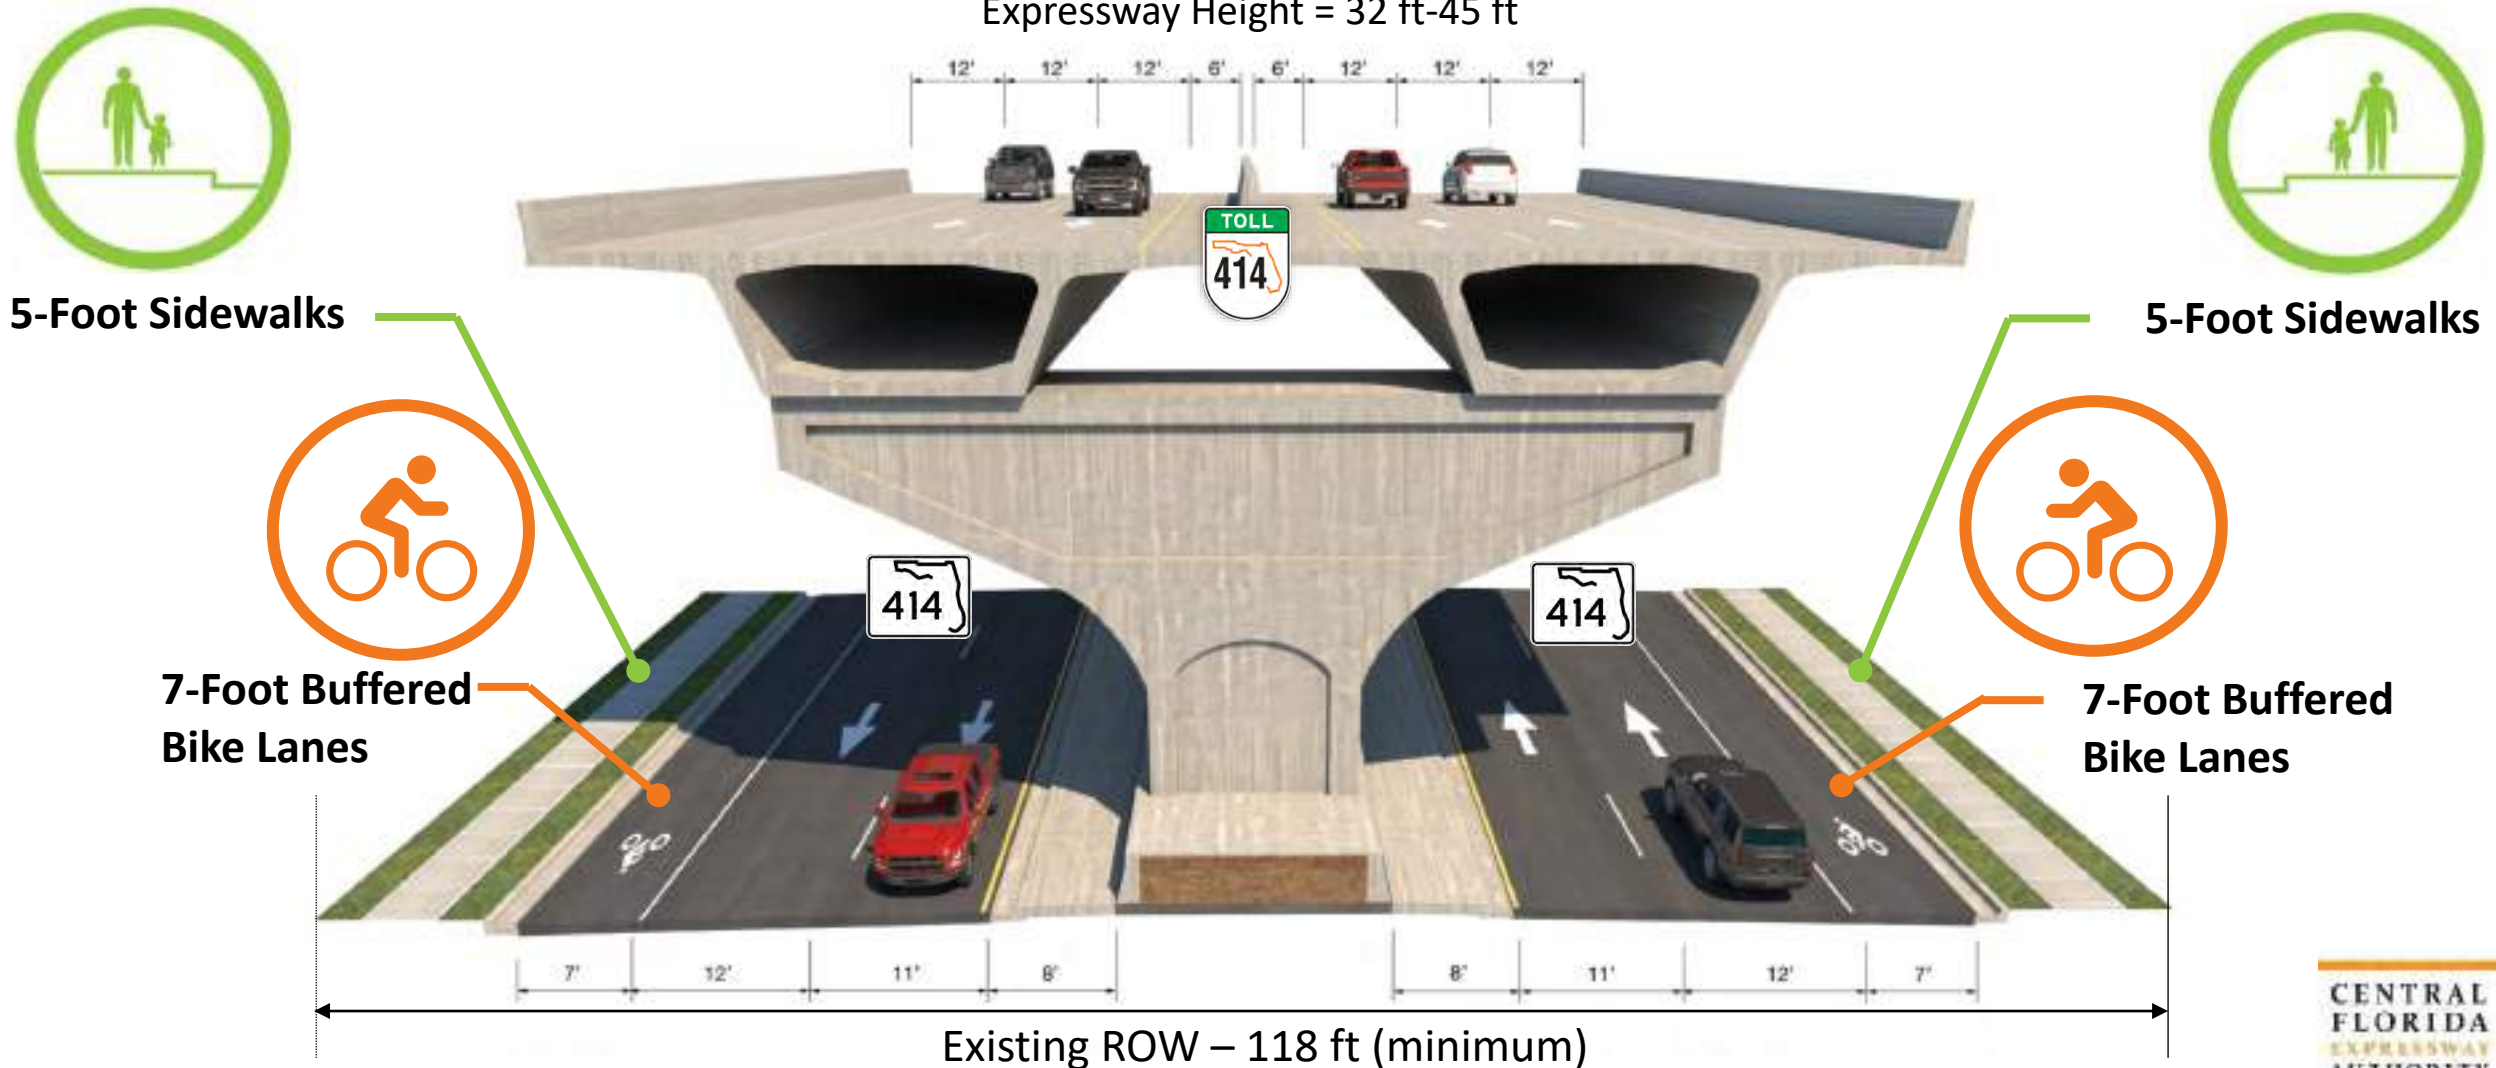 Expressway Height = 32 ft-45 ft
12' 12' 12' 6' 6' 12' 12' 12'
TOLL
414
5-Foot Sidewalks
5-Foot Sidewalks
414
414
7-Foot Buffered
Bike Lanes
7-Foot Buffered
Bike Lanes
7' 12' 11' 8' 8' 11' 12' 7'
Existing ROW – 118 ft (minimum)
CENTRAL
FLORIDA
EXPRESSWAY
AUTHORITY